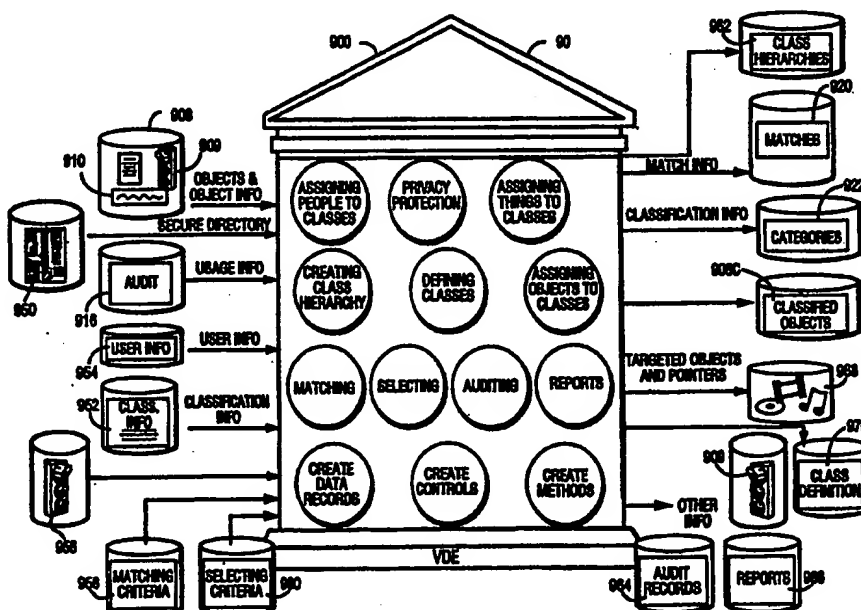 900
90
962
CLASS
HIERARCHIES
908
909
910
920
MATCHES
OBJECTS &
OBJECT INFO
MATCH INFO
ASSIGNING
PEOPLE TO
CLASSES
PRIVACY
PROTECTION
ASSIGNING
THINGS TO
CLASSES
922
SECURE DIRECTORY
CLASSIFICATION INFO
CATEGORIES
950
AUDIT
916
USAGE INFO
CREATING
CLASS
HIERARCHY
DEFINING
CLASSES
ASSIGNING
OBJECTS TO
CLASSES
908C
CLASSIFIED
OBJECTS
USER INFO
954
USER INFO
TARGETED OBJECTS
AND POINTERS
952
CLASS.
INFO
CLASSIFICATION
INFO
MATCHING
SELECTING
AUDITING
REPORTS
909
CLASS
DEFINITION
CREATE
DATA
RECORDS
CREATE
CONTROLS
CREATE
METHODS
OTHER
INFO
MATCHING
CRITERIA
SELECTING
CRITERIA
VDE
964
AUDIT
RECORDS
REPORTS